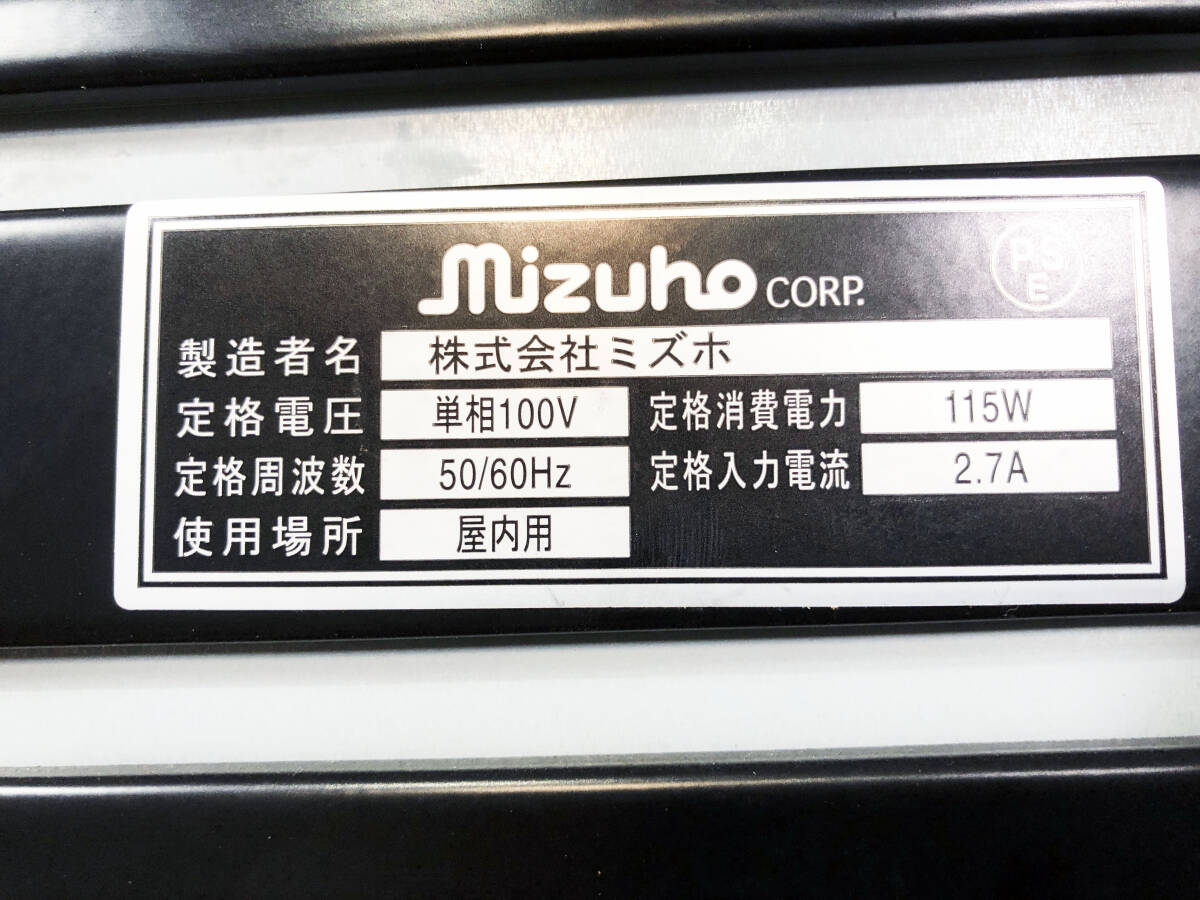 mizuho CORP.
PSE
製造者名 株式会社ミズホ
定格電圧 単相100V 定格消費電力 115W
定格周波数 50/60Hz 定格入力電流 2.7A
使用場所 屋内用